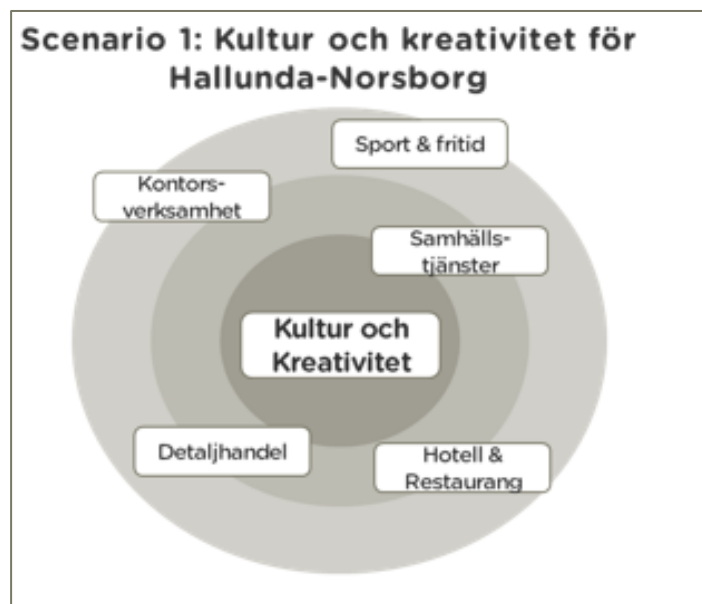 Scenario 1: Kultur och kreativitet för
Hallunda-Norsborg
Sport & fritid
Kontors-
verksamhet
Samhälls-
tjänster
Kultur och
Kreativitet
Detaljhandel
Hotell &
Restaurang